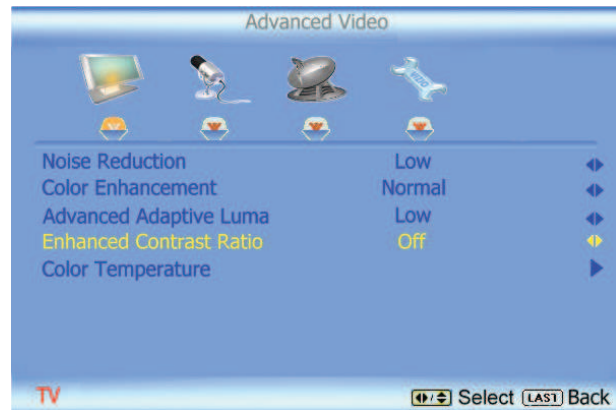 Advanced Video
Noise Reduction Low
Color Enhancement Normal
Advanced Adaptive Luma Low
Enhanced Contrast Ratio Off
Color Temperature
TV Select LAST Back